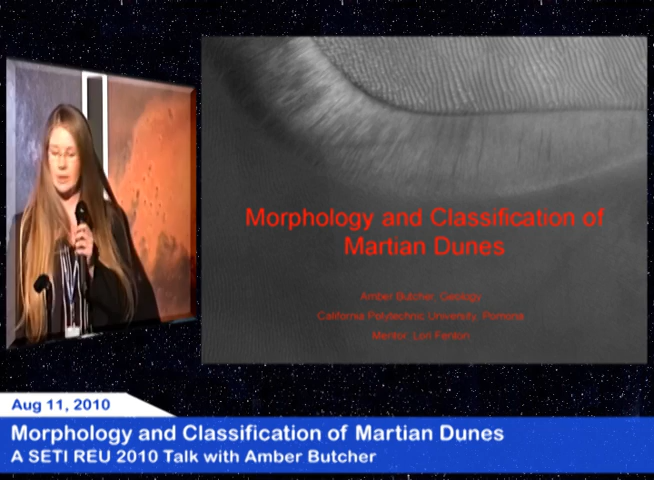 Morphology and Classification of
Martian Dunes
Amber Butcher, Geology
California Polytechnic University, Pomona
Mentor: Lori Fenton
Aug 11, 2010
Morphology and Classification of Martian Dunes
A SETI REU 2010 Talk with Amber Butcher